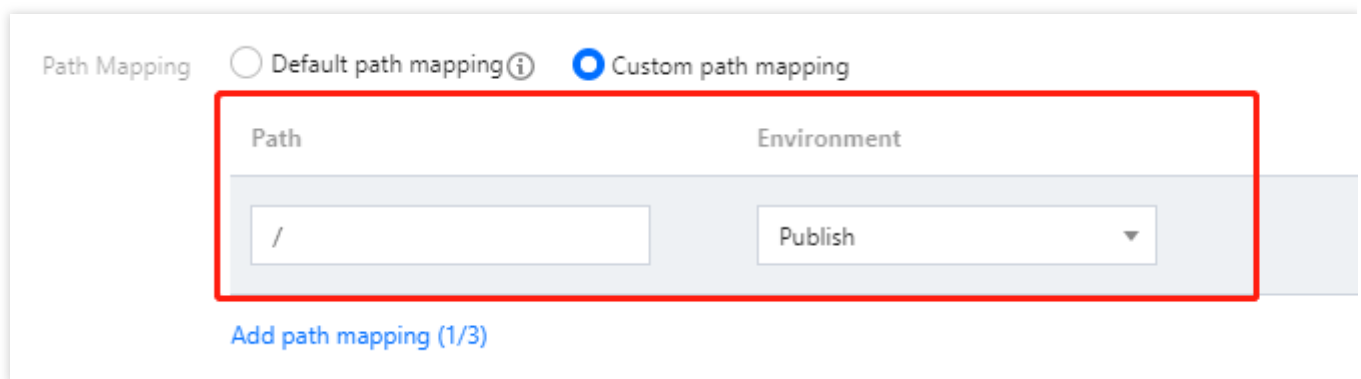 Path Mapping Default path mapping Custom path mapping
Path Environment
/ Publish
Add path mapping (1/3)